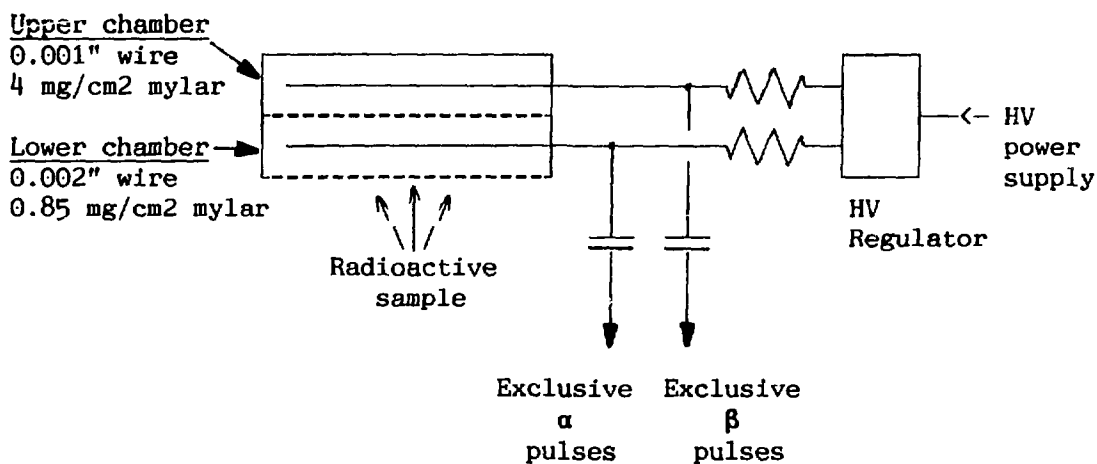 Upper chamber
0.001" wire
4 mg/cm2 mylar
Lower chamber
0.002" wire
0.85 mg/cm2 mylar
Radioactive
sample
HV
power
supply
HV
Regulator
Exclusive
α
pulses
Exclusive
β
pulses